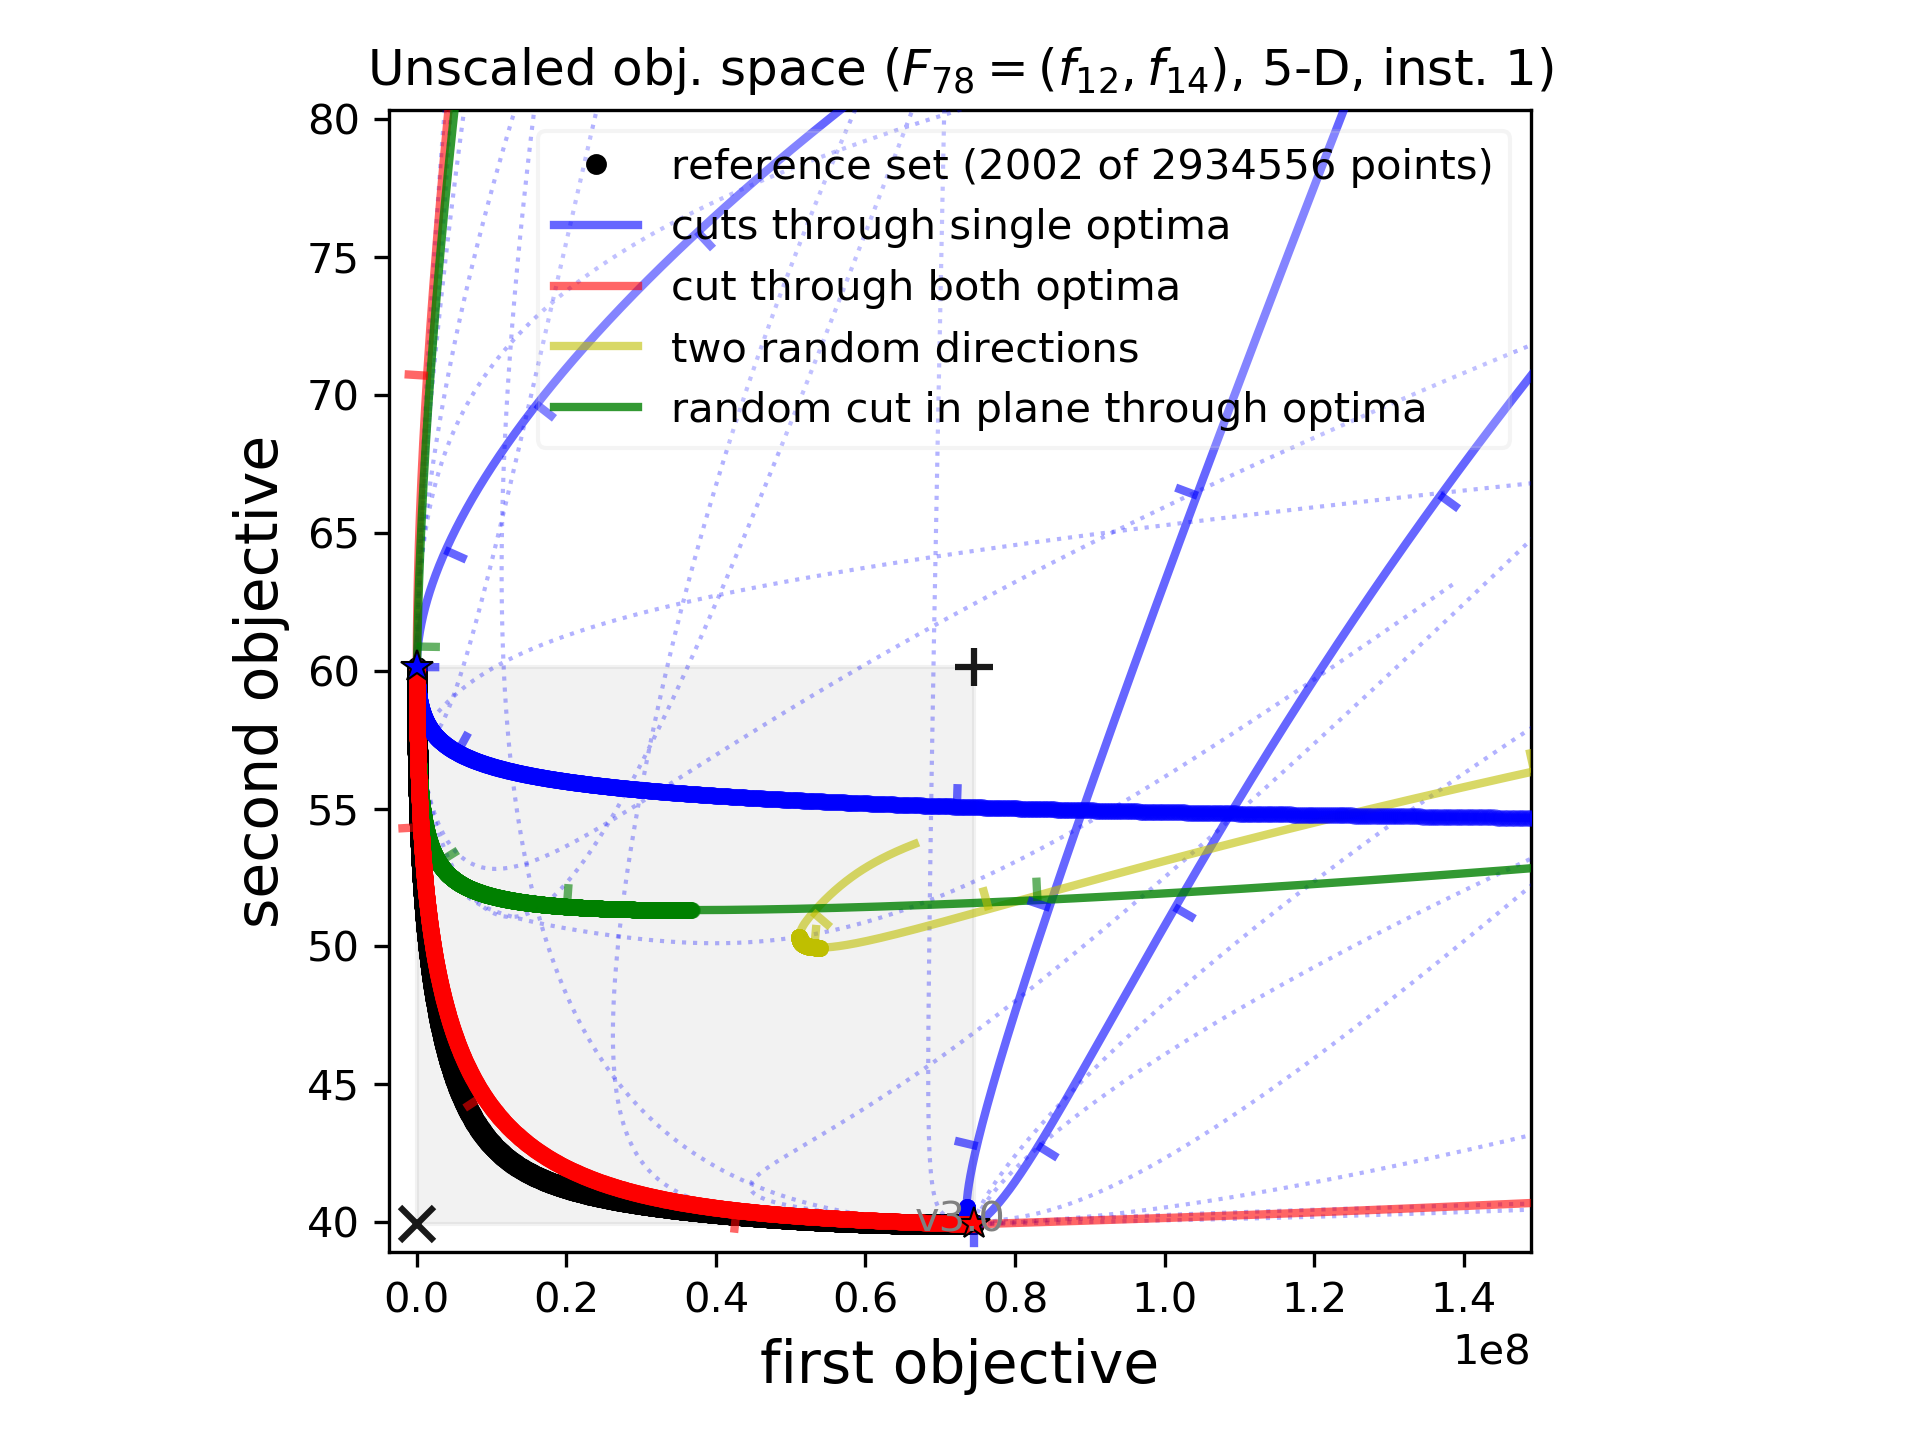 Unscaled obj. space (F78 = (f12, f14), 5-D, inst. 1)
reference set (2002 of 2934556 points)
cuts through single optima
cut through both optima
two random directions
random cut in plane through optima
second objective
80
75
70
65
60
55
50
45
40
v3.0
0.0 0.2 0.4 0.6 0.8 1.0 1.2 1.4
1e8
first objective